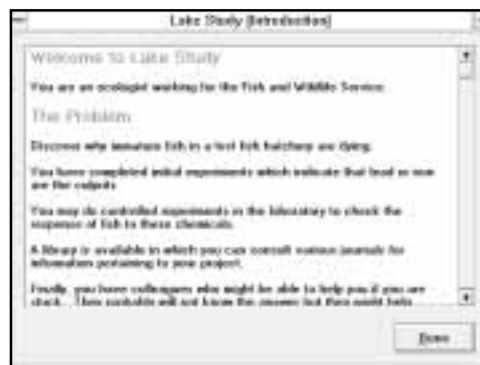 Lake Study [Introduction]
Welcome to Lake Study
You are an ecologist working for the Fish and Wildlife Service.
The Problem
Discover why immature fish in a test fish hatchery are dying.
You have completed initial experiments which indicate that lead or
are the culprits
You may do controlled experiments in the laboratory to check the
response of fish to these chemicals.
A library is available in which you can consult various journals for
information pertaining to your project.
Finally, you have colleagues who might be able to help you if you are
stuck. They probably will not know the answer but they might help
Done